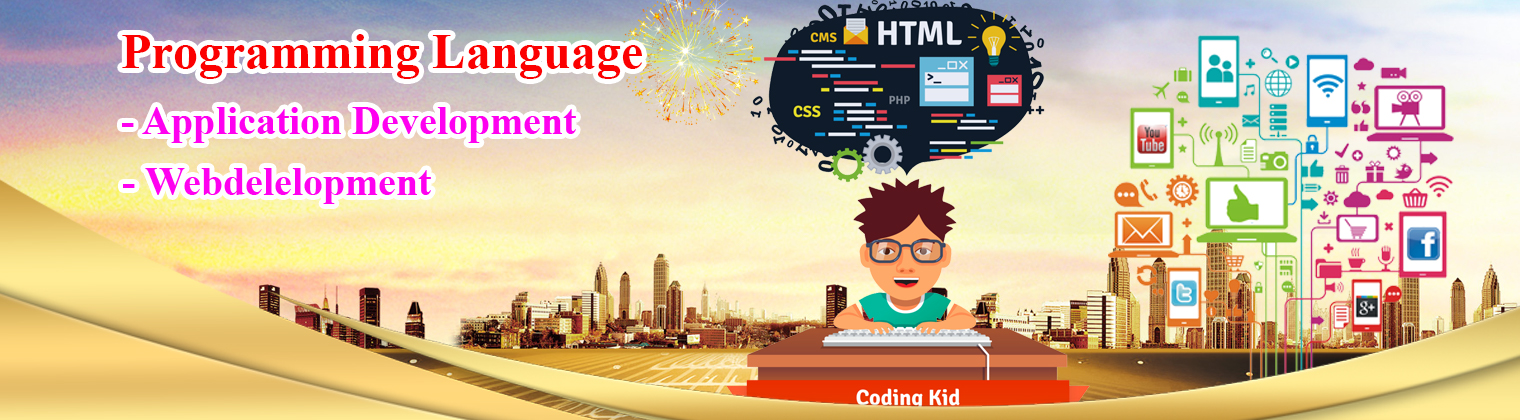 Programming Language
- Application Development
- Webdelelopment
CMS
HTML
CSS
PHP
>_
++
You
Tube
f
g+
Coding Kid